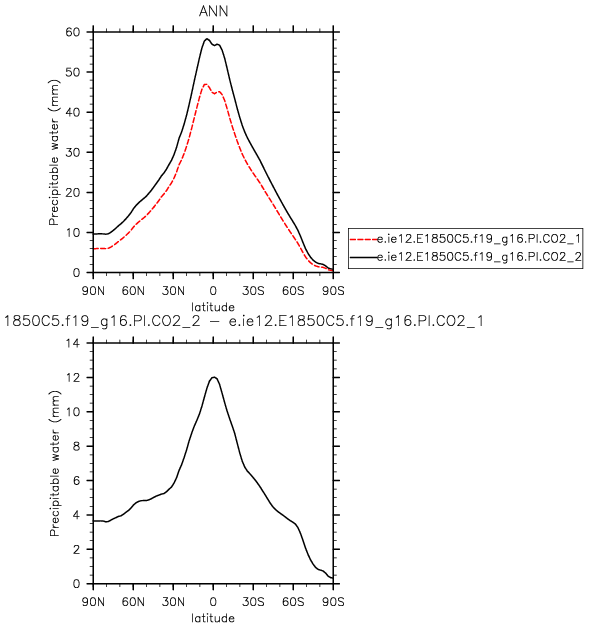 ANN
Precipitable water (mm)
60
50
40
30
20
10
0
90N 60N 30N 0 30S 60S 90S
latitude
e.ie12.E1850C5.f19_g16.PI.CO2_1
e.ie12.E1850C5.f19_g16.PI.CO2_2
1850C5.f19_g16.PI.CO2_2 - e.ie12.E1850C5.f19_g16.PI.CO2_1
Precipitable water (mm)
14
12
10
8
6
4
2
0
90N 60N 30N 0 30S 60S 90S
latitude